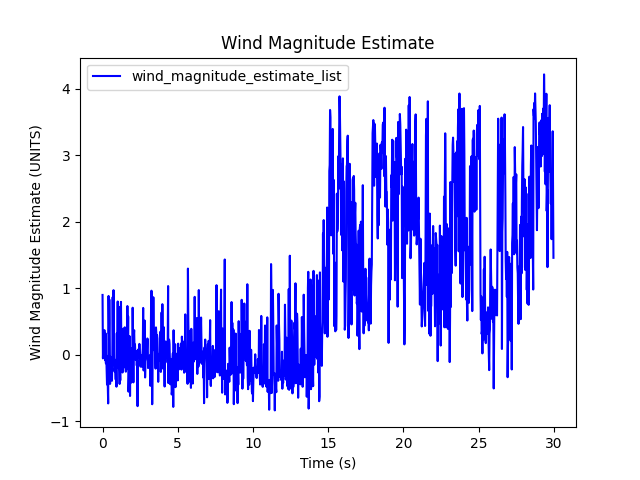 Wind Magnitude Estimate
wind_magnitude_estimate_list
Wind Magnitude Estimate (UNITS)
4
3
2
1
0
−1
0 5 10 15 20 25 30
Time (s)